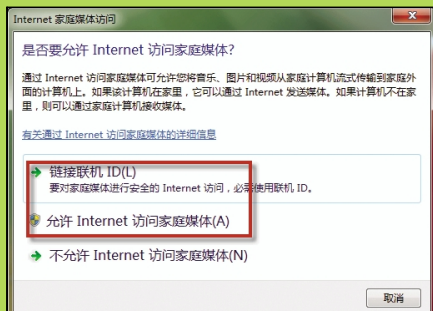 Internet 家庭媒体访问
是否要允许 Internet 访问家庭媒体?
通过 Internet 访问家庭媒体可允许您将音乐、图片和视频从家庭计算机流式传输到家庭外
面的计算机上。如果该计算机在家里，它可以通过 Internet 发送媒体。如果计算机不在家
里，则可以通过家庭计算机接收媒体。
有关通过 Internet 访问家庭媒体的详细信息
链接联机 ID(L)
要对家庭媒体进行安全的 Internet 访问，必须使用联机 ID。
允许 Internet 访问家庭媒体(A)
不允许 Internet 访问家庭媒体(N)
取消